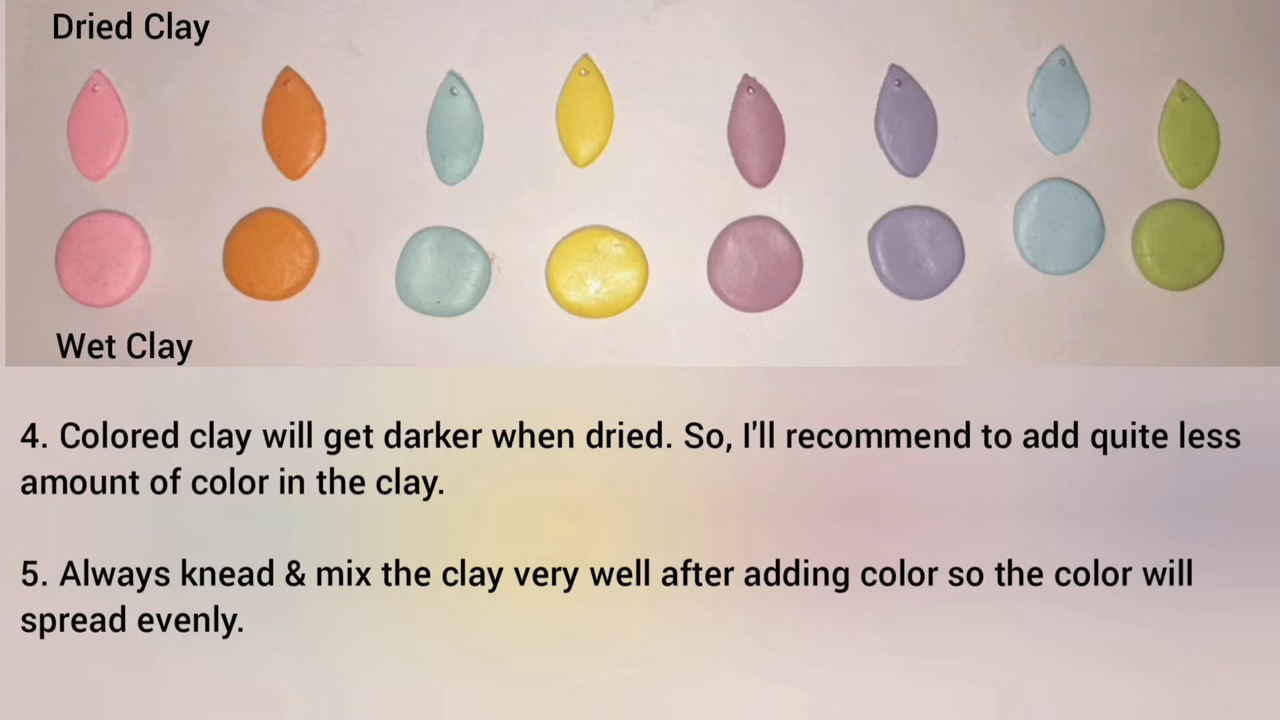 Dried Clay
Wet Clay
4. Colored clay will get darker when dried. So, I'll recommend to add quite less
amount of color in the clay.
5. Always knead & mix the clay very well after adding color so the color will
spread evenly.